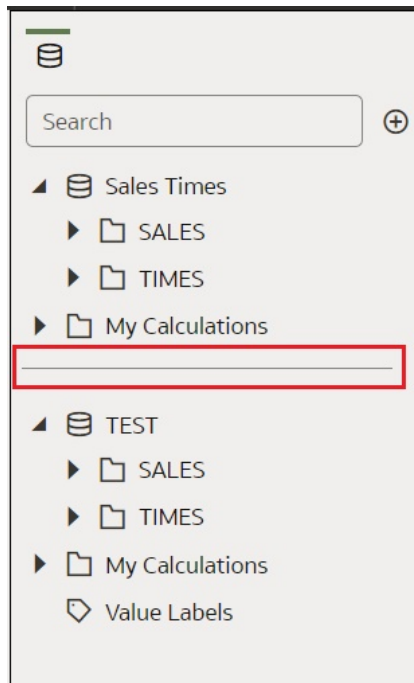 Search
Sales Times
SALES
TIMES
My Calculations
TEST
SALES
TIMES
My Calculations
Value Labels